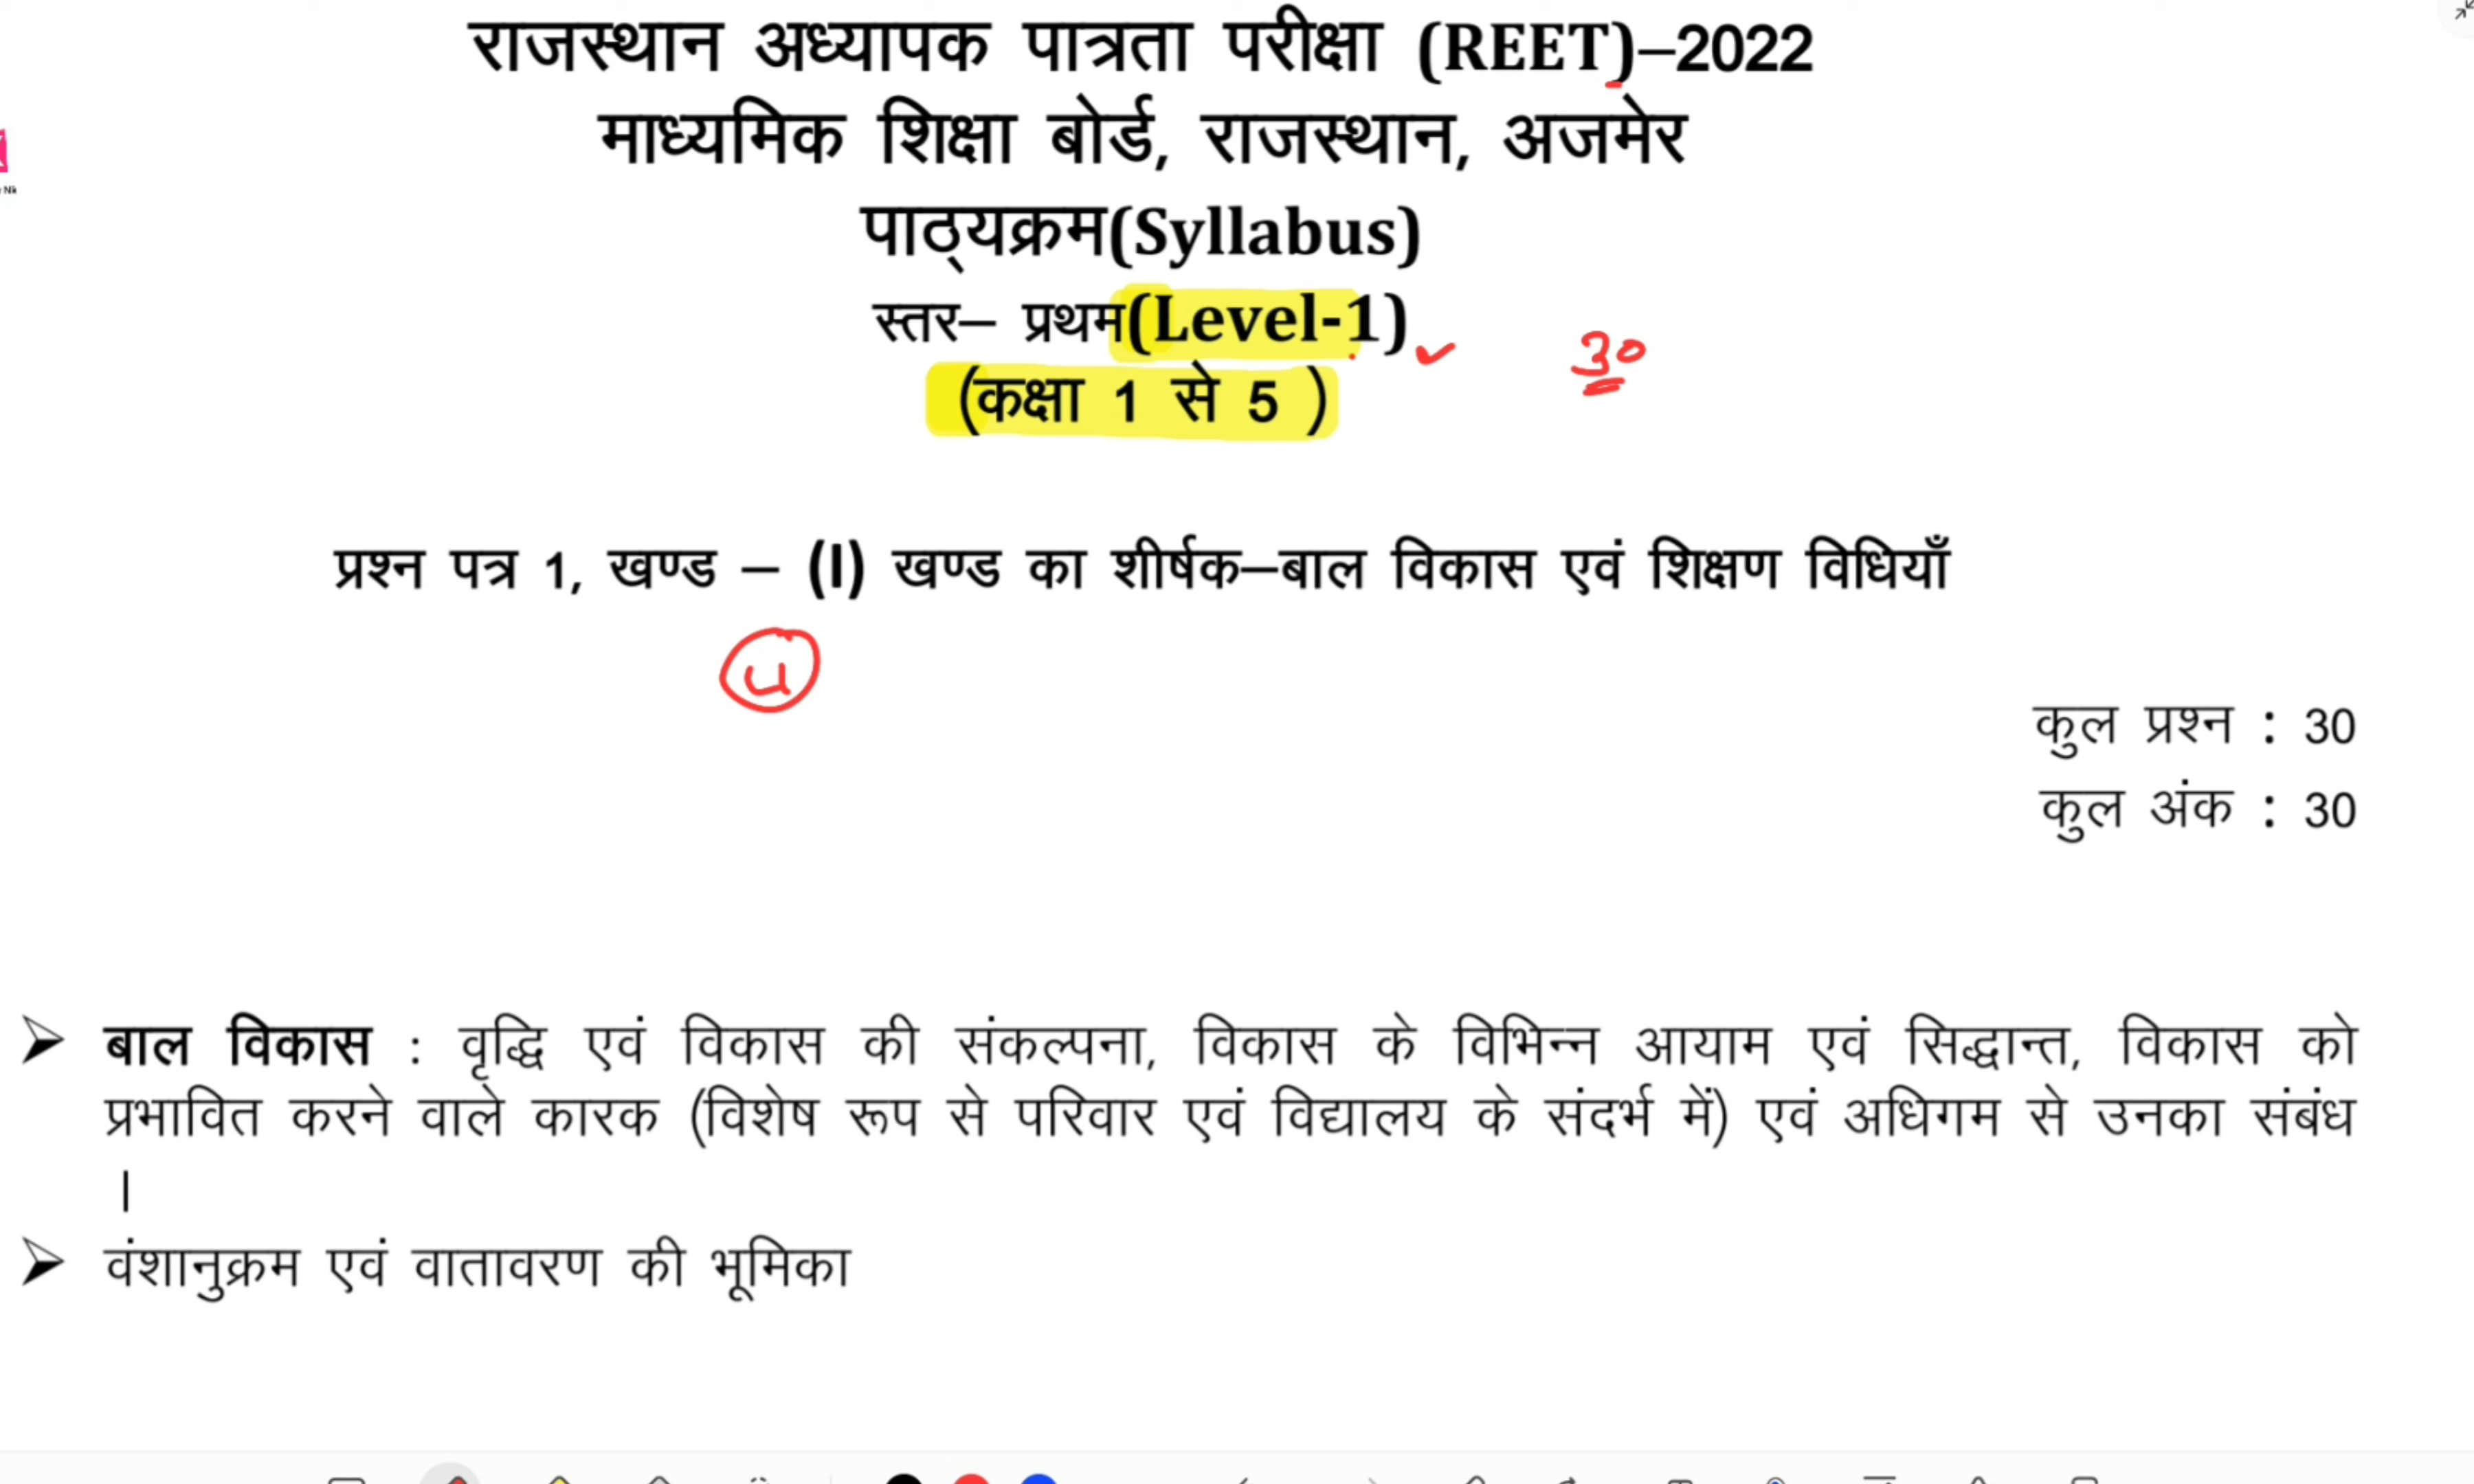 राजस्थान अध्यापक पात्रता परीक्षा (REET)–2022
माध्यमिक शिक्षा बोर्ड, राजस्थान, अजमेर
Nk
पाठ्यक्रम(Syllabus)
स्तर– प्रथम(Level-1)
30
(कक्षा 1 से 5 )
प्रश्न पत्र 1, खण्ड – (I) खण्ड का शीर्षक–बाल विकास एवं शिक्षण विधियाँ
कुल प्रश्न : 30
कुल अंक : 30
➢ बाल विकास : वृद्धि एवं विकास की संकल्पना, विकास के विभिन्न आयाम एवं सिद्धान्त, विकास को
प्रभावित करने वाले कारक (विशेष रूप से परिवार एवं विद्यालय के संदर्भ में) एवं अधिगम से उनका संबंध
।
➢ वंशानुक्रम एवं वातावरण की भूमिका